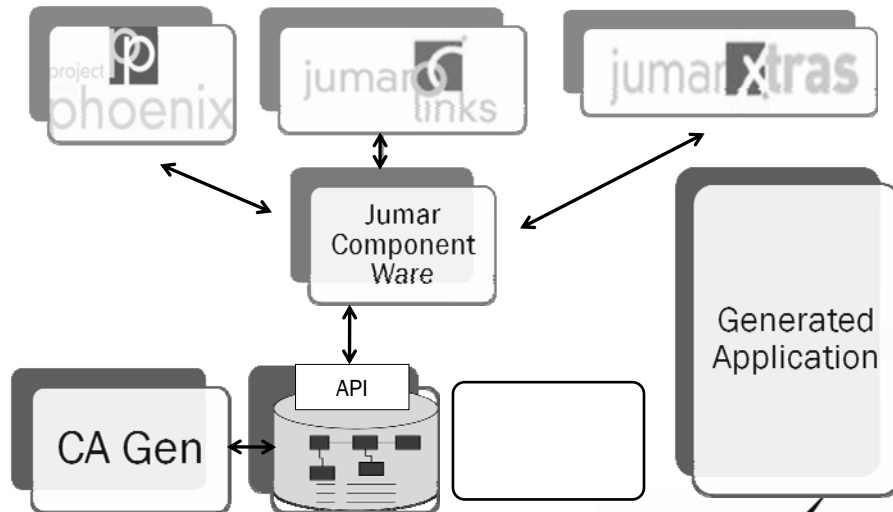 project
phoenix
jumar
links
jumar Xtras
Jumar
Component
Ware
Generated
Application
API
CA Gen